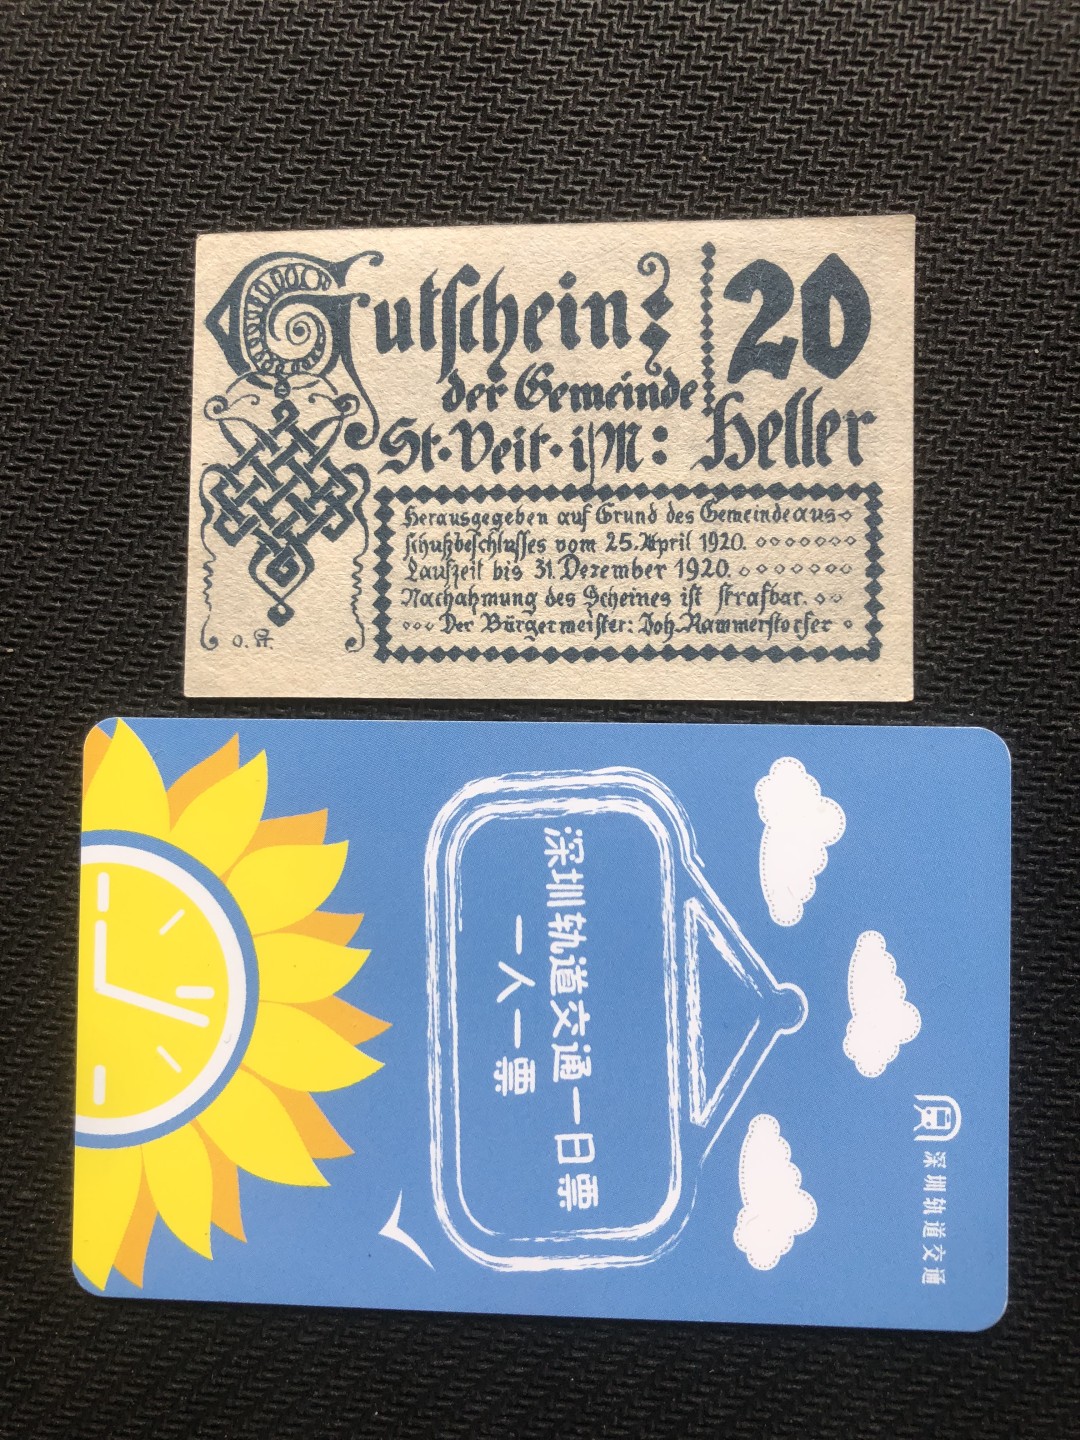 Gutschein:
der Gemeinde
St. Veit. i/M:
20
Heller
Herausgegeben auf Grund des Gemeindeaus-
schußbeschlusses vom 25. April 1920.
Laufzeit bis 31. Dezember 1920.
Nachahmung des Scheines ist strafbar.
Der Bürgermeister: Joh. Rammerstorfer
深圳轨道交通
深圳轨道交通一日票
一人一票